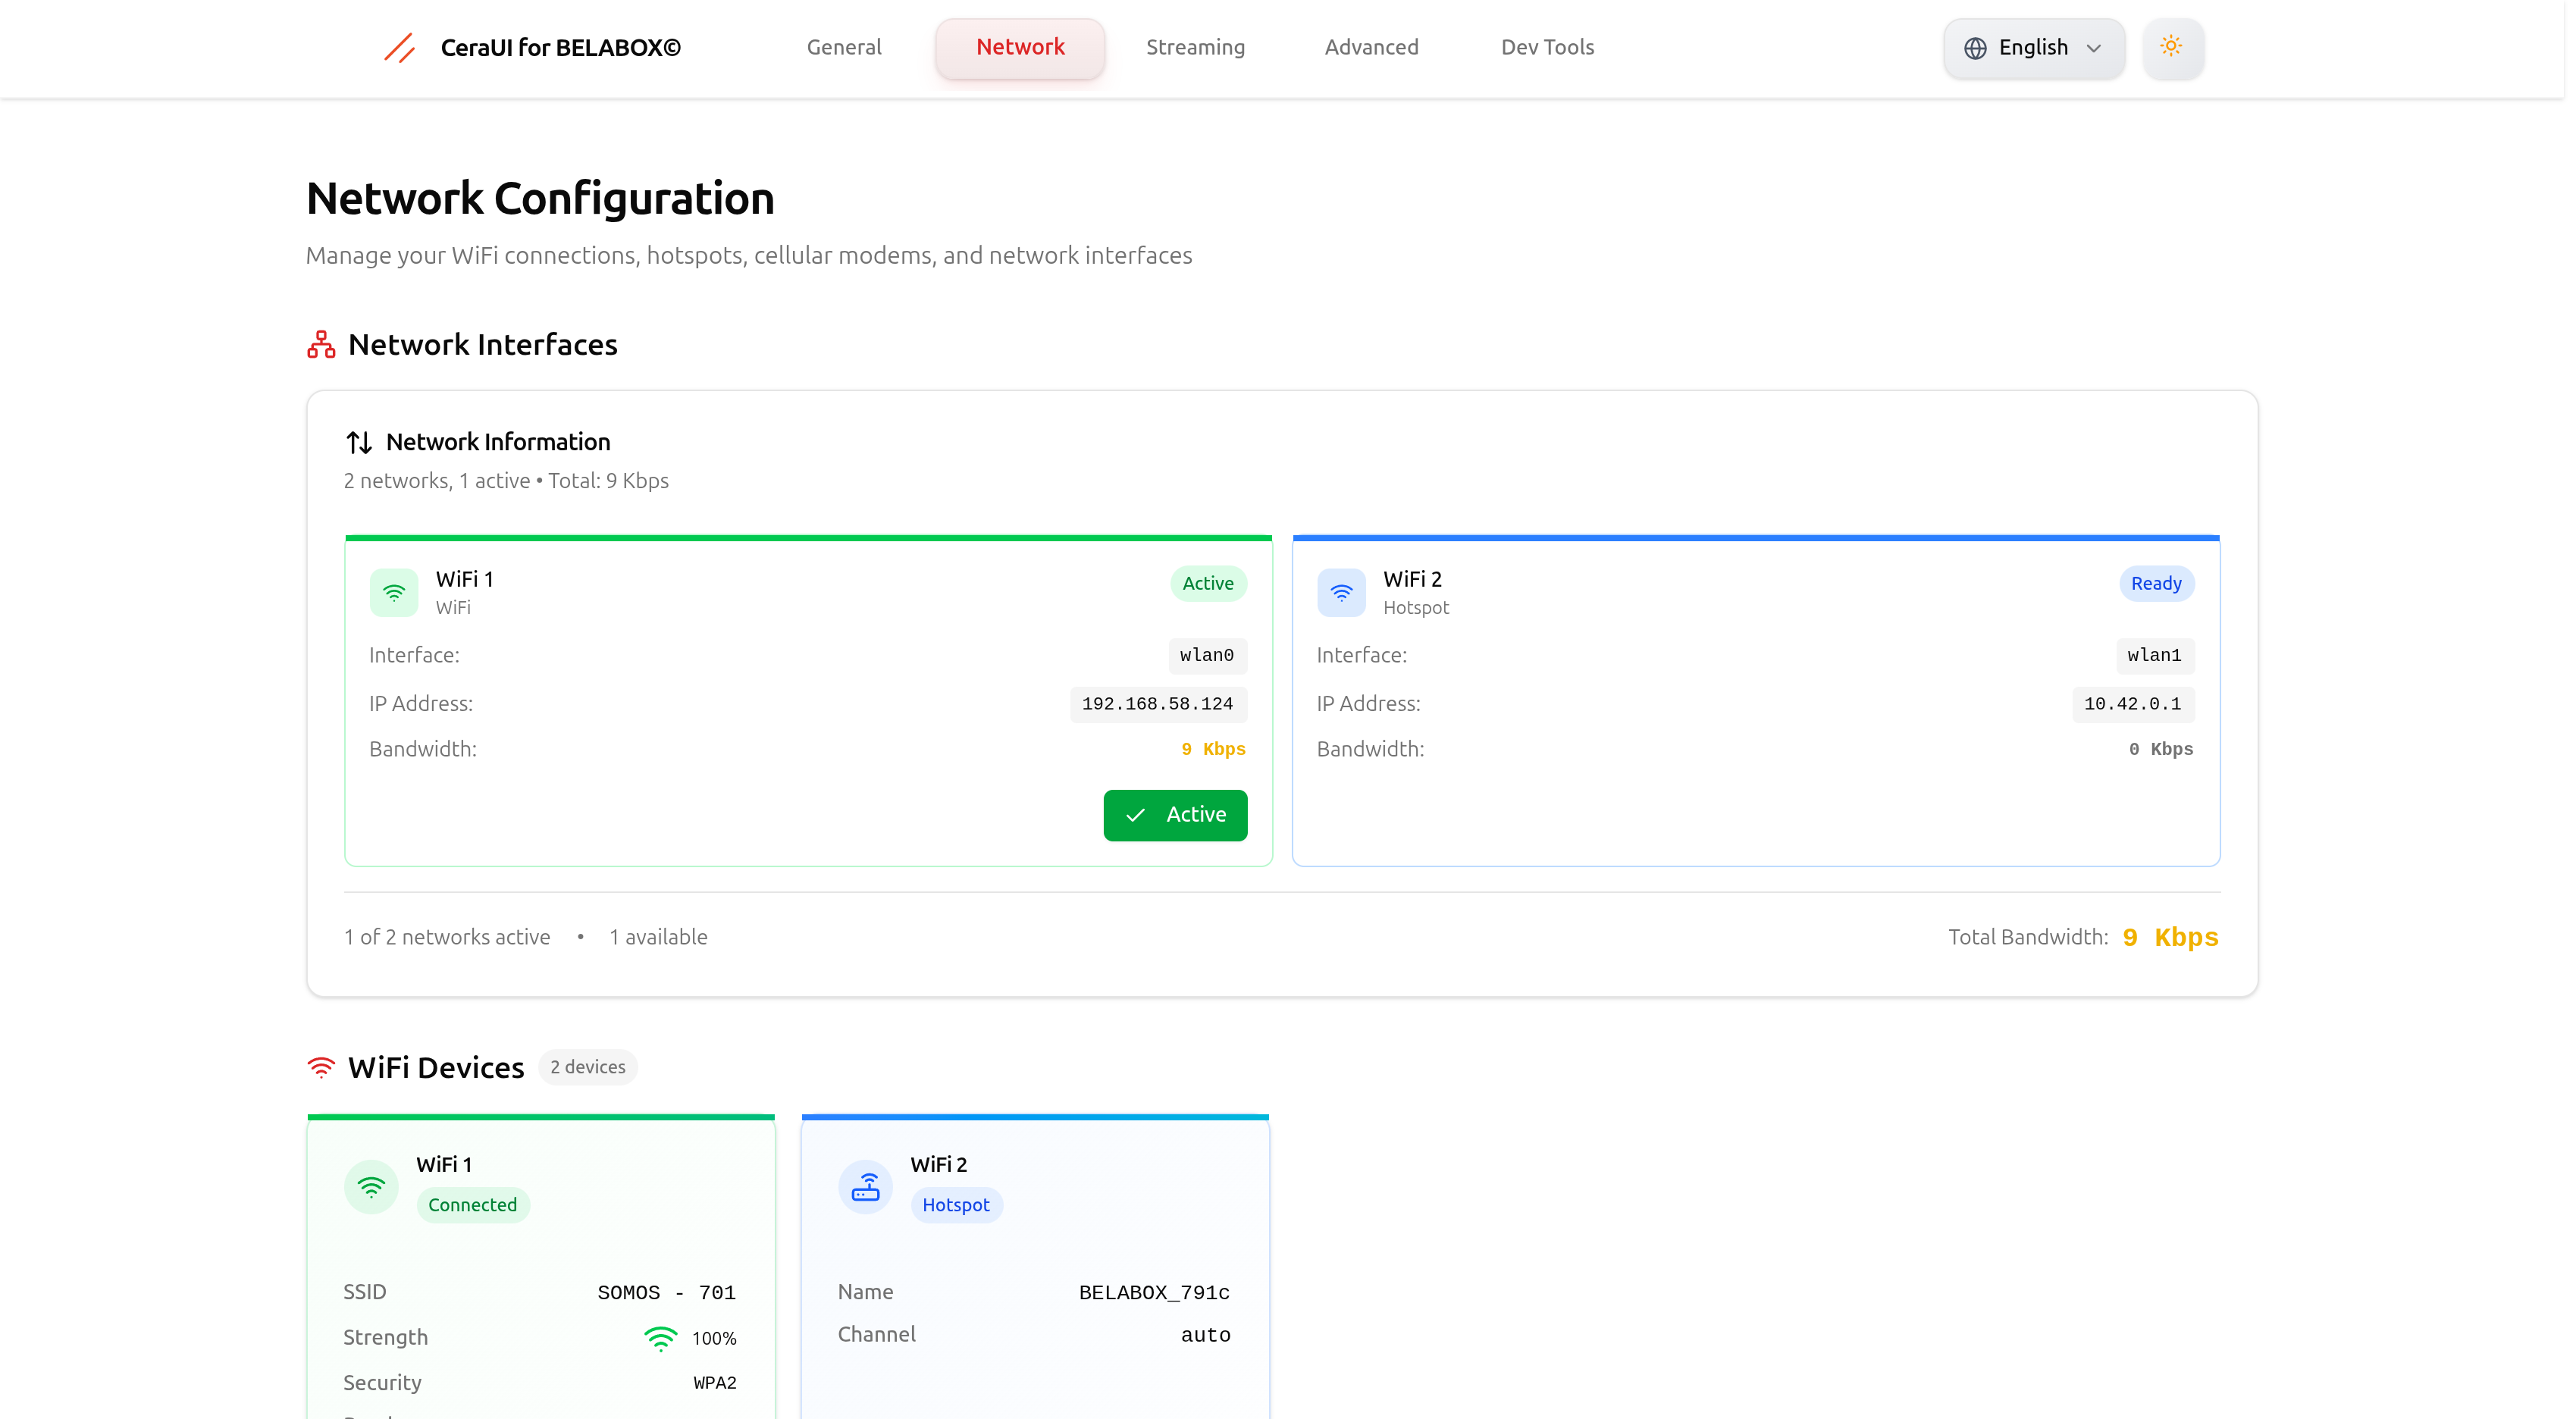 CeraUI for BELABOX©
General
Network
Streaming
Advanced
Dev Tools
English
Network Configuration
Manage your WiFi connections, hotspots, cellular modems, and network interfaces
Network Interfaces
Network Information
2 networks, 1 active • Total: 9 Kbps
WiFi 1
WiFi
Active
Interface: wlan0
IP Address: 192.168.58.124
Bandwidth: 9 Kbps
Active
WiFi 2
Hotspot
Ready
Interface: wlan1
IP Address: 10.42.0.1
Bandwidth: 0 Kbps
1 of 2 networks active • 1 available
Total Bandwidth: 9 Kbps
WiFi Devices
2 devices
WiFi 1
Connected
SSID SOMOS - 701
Strength 100%
Security WPA2
WiFi 2
Hotspot
Name BELABOX_791c
Channel auto